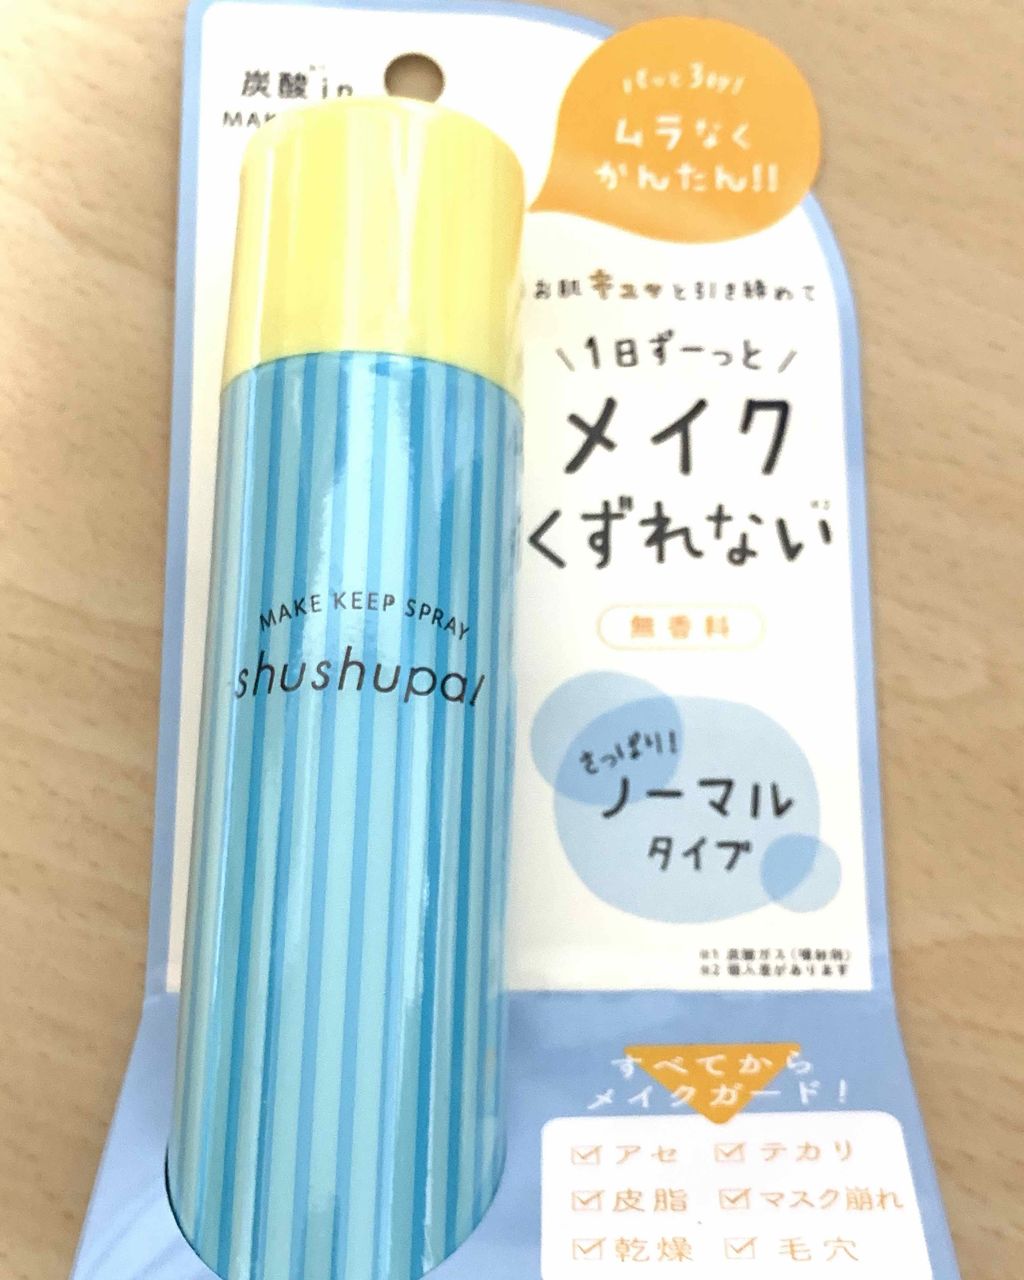 炭酸in
パッと3秒!
ムラなく
かんたん!!
お肌キュッと引き締めて
\1日ずーっと/
メイク
くずれない
無香料
さっぱり!
ノーマル
タイプ
MAKE KEEP SPRAY
shushupal
※1 炭酸ガス(噴射剤)
※2 個人差があります
すべてから
メイクガード!
☑アセ ☑テカリ
☑皮脂 ☑マスク崩れ
☑乾燥 ☑毛穴